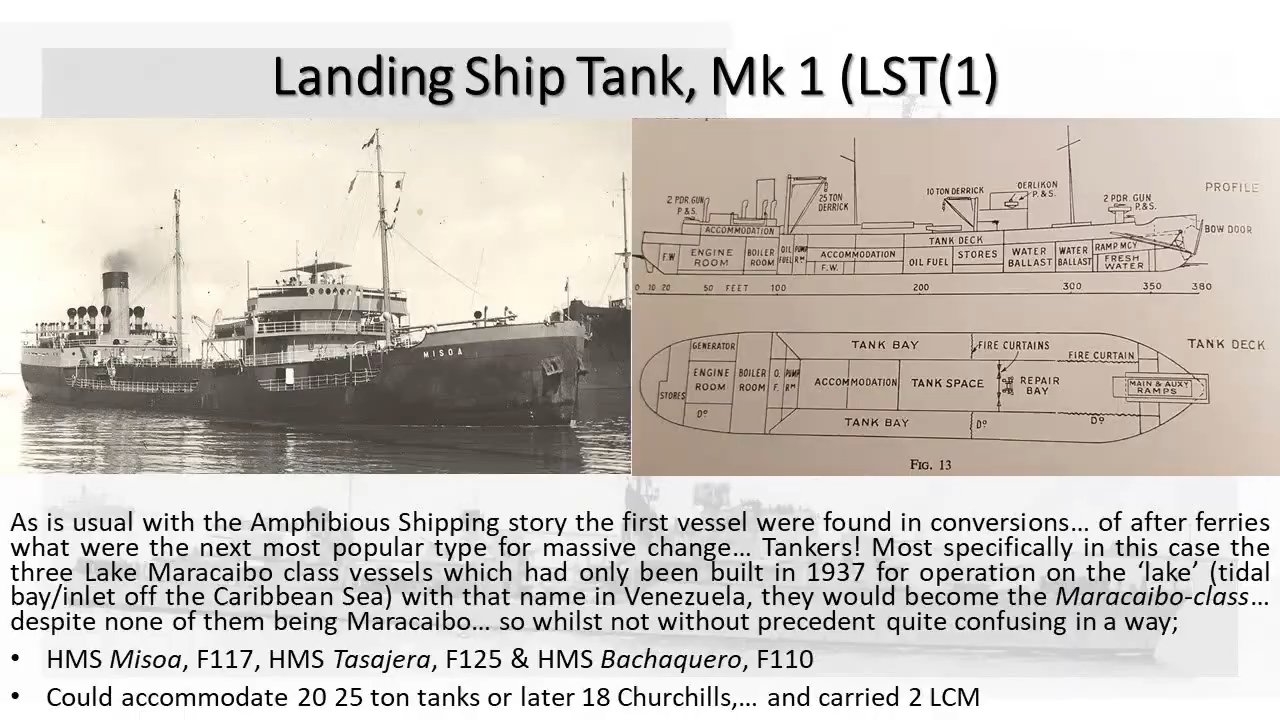 Landing Ship Tank, Mk 1 (LST(1)
MISOA
PROFILE
2 PDR. GUN
P.& S.
25 TON
DERRICK
10 TON DERRICK
OERLIKON
P.& S.
2 PDR. GUN
P.& S.
BOW DOOR
ACCOMMODATION
TANK DECK
F.W
ENGINE
ROOM
BOILER
ROOM
OIL
FUEL
PUMP
RM
ACCOMMODATION
F.W.
OIL FUEL
STORES
WATER
BALLAST
WATER
BALLAST
RAMP MCY
FRESH
WATER
0 10 20 50 FEET 100 200 300 350 380
TANK DECK
GENERATOR
TANK BAY
FIRE CURTAINS
FIRE CURTAIN
STORES
ENGINE
ROOM
BOILER
ROOM
O.
F.
PUMP
RM
ACCOMMODATION
TANK SPACE
REPAIR
BAY
MAIN & AUXY
RAMPS
Dº
TANK BAY
Dº
Dº
FIG. 13
As is usual with the Amphibious Shipping story the first vessel were found in conversions… of after ferries
what were the next most popular type for massive change… Tankers! Most specifically in this case the
three Lake Maracaibo class vessels which had only been built in 1937 for operation on the ‘lake’ (tidal
bay/inlet off the Caribbean Sea) with that name in Venezuela, they would become the Maracaibo-class…
despite none of them being Maracaibo… so whilst not without precedent quite confusing in a way;
• HMS Misoa, F117, HMS Tasajera, F125 & HMS Bachaquero, F110
• Could accommodate 20 25 ton tanks or later 18 Churchills,… and carried 2 LCM